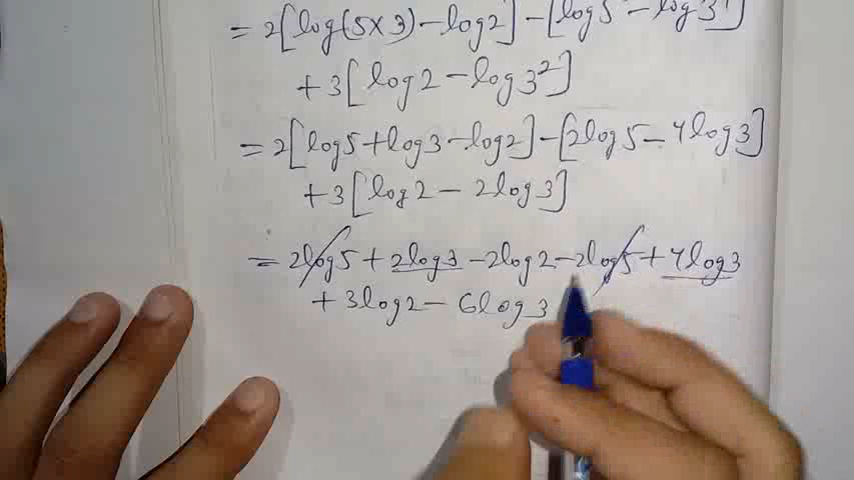 = 2[log(5×3) - log2] - [log5 - log3]
+ 3[log2 - log3²]
= 2[log5 + log3 - log2] - [2log5 - 4log3]
+ 3[log2 - 2log3]
= 2log5 + 2log3 - 2log2 - 2log5 + 4log3
+ 3log2 - 6log3